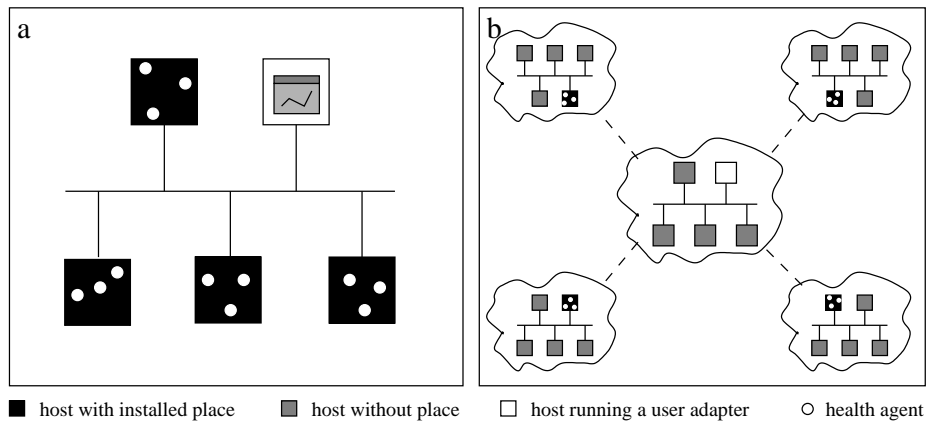 a
b
host with installed place
host without place
host running a user adapter
health agent